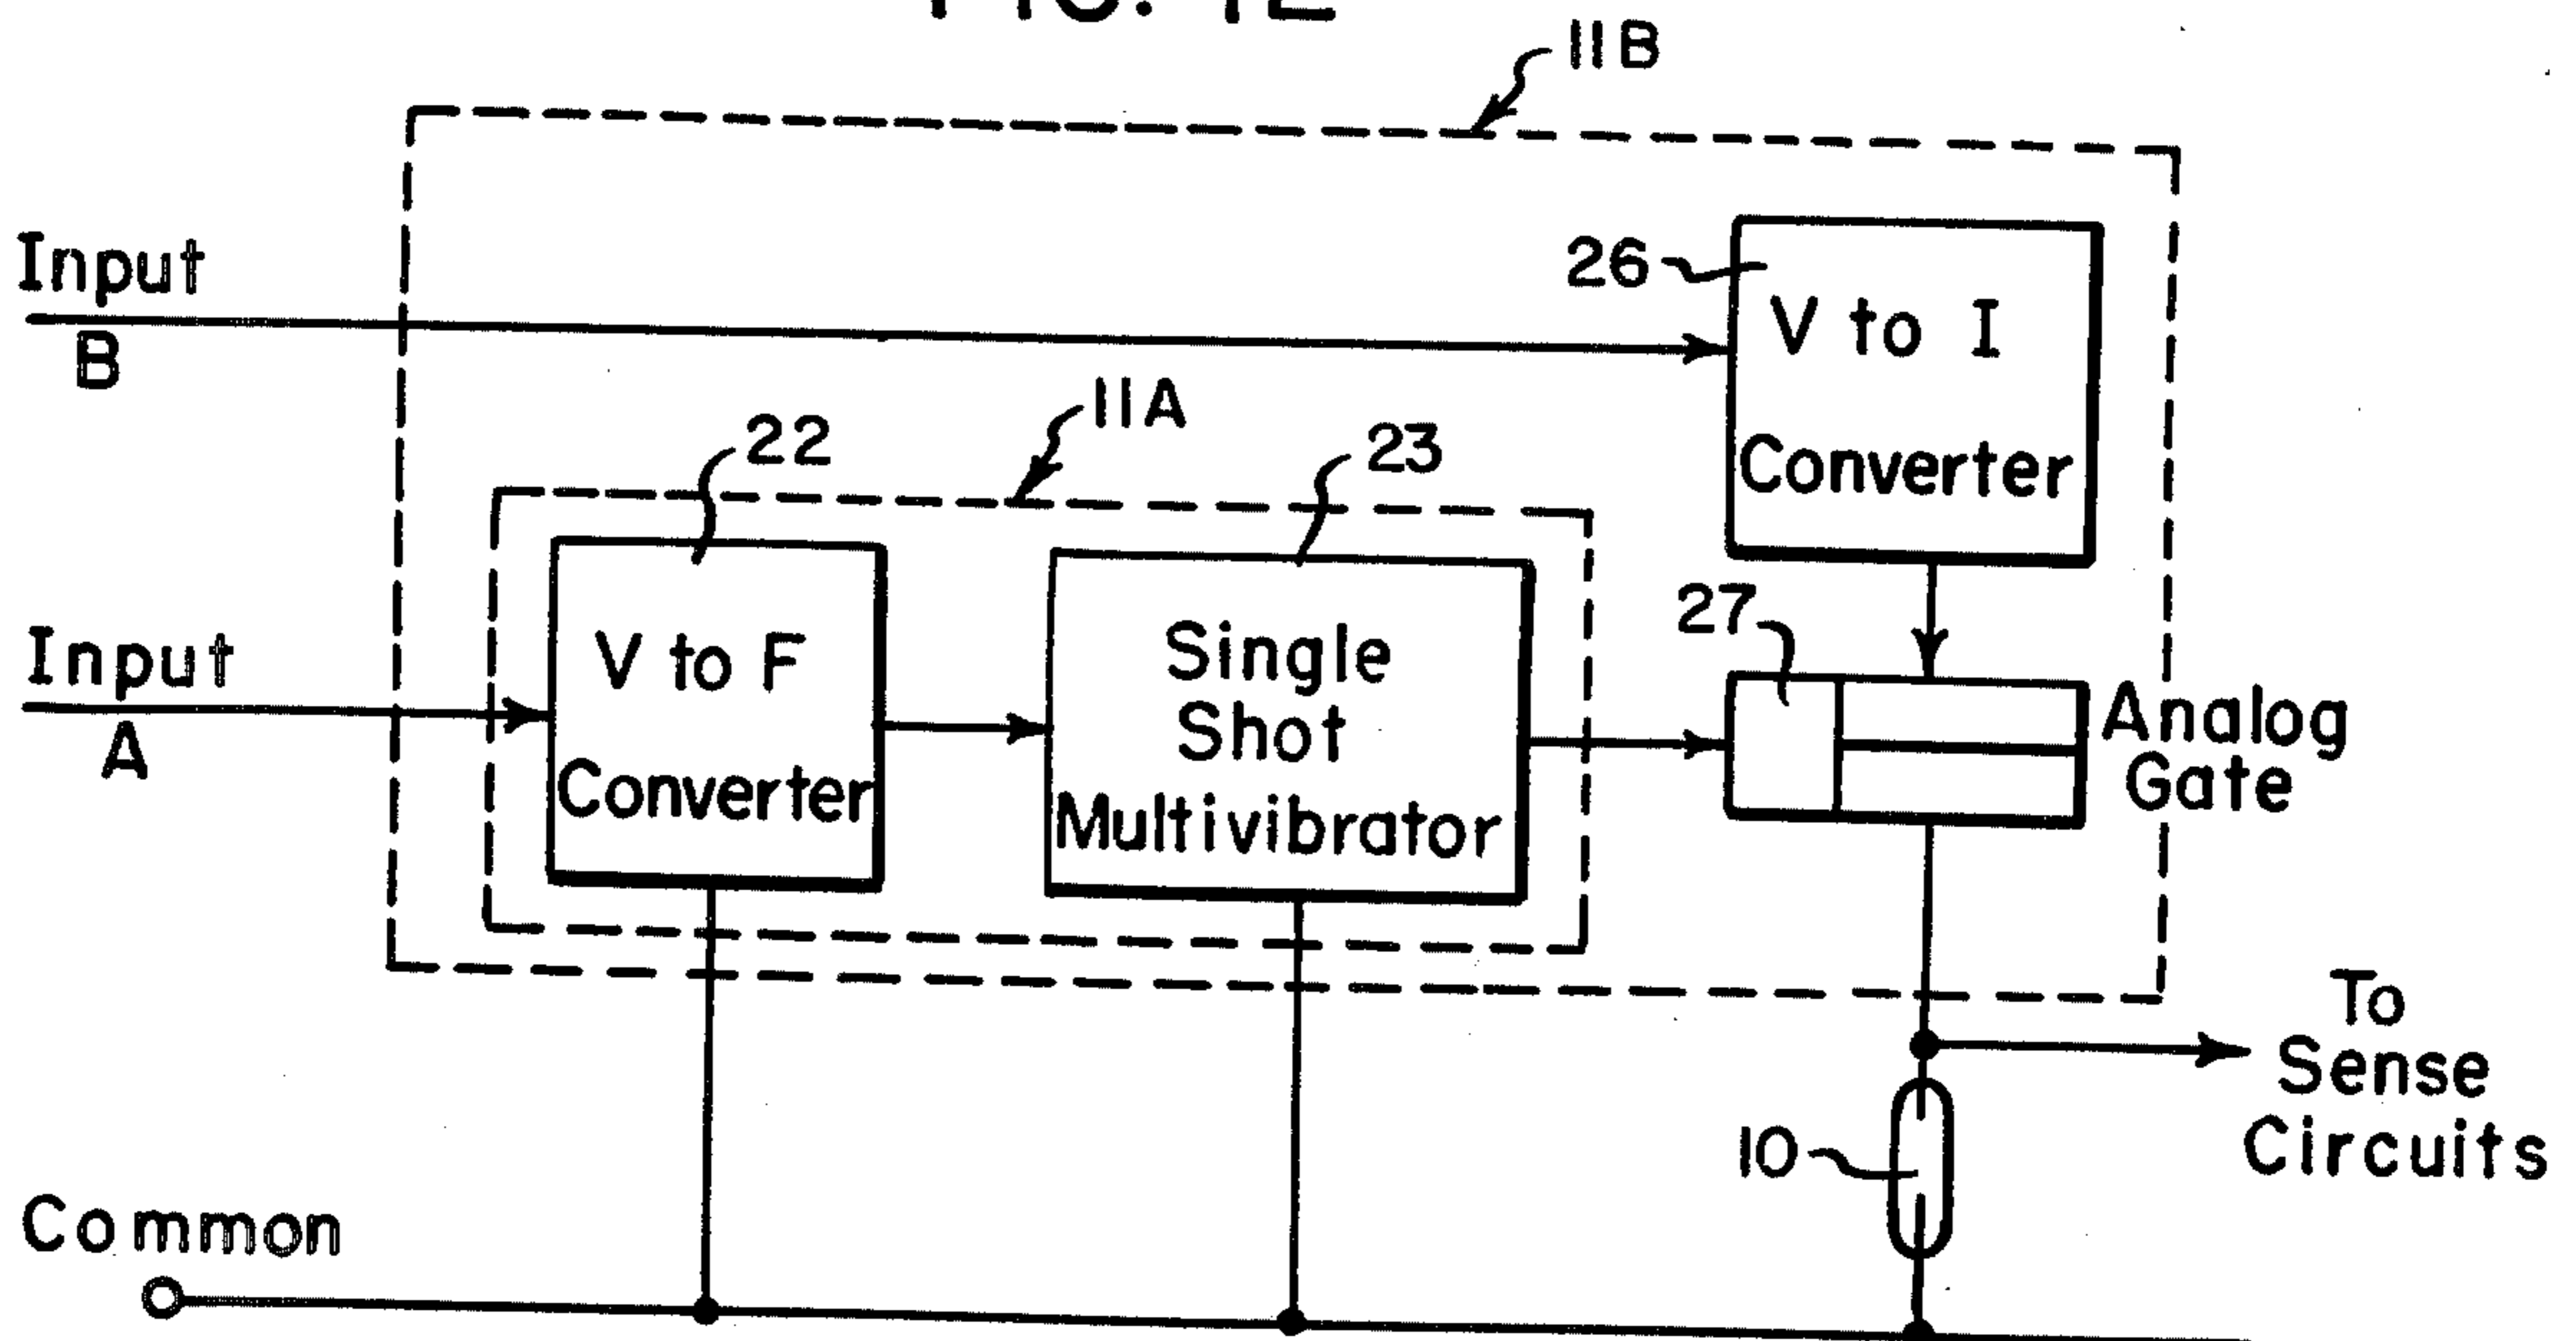 11B
Input
B
26
V to I
Converter
11A
22
23
Input
A
V to F
Converter
Single
Shot
Multivibrator
27
Analog
Gate
To
Sense
Circuits
10
Common